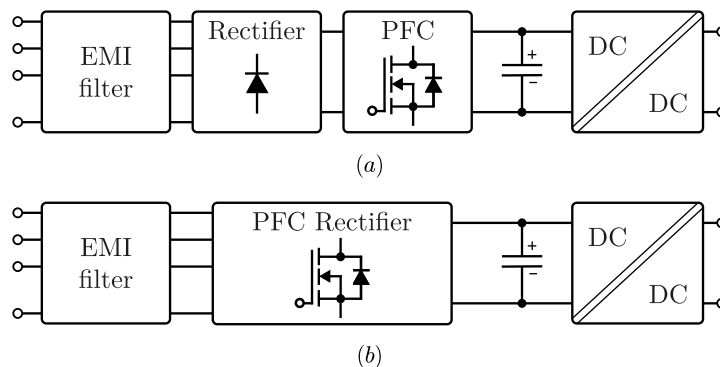 EMI
filter
Rectifier
PFC
+
−
DC
DC
(a)
EMI
filter
PFC Rectifier
+
−
DC
DC
(b)